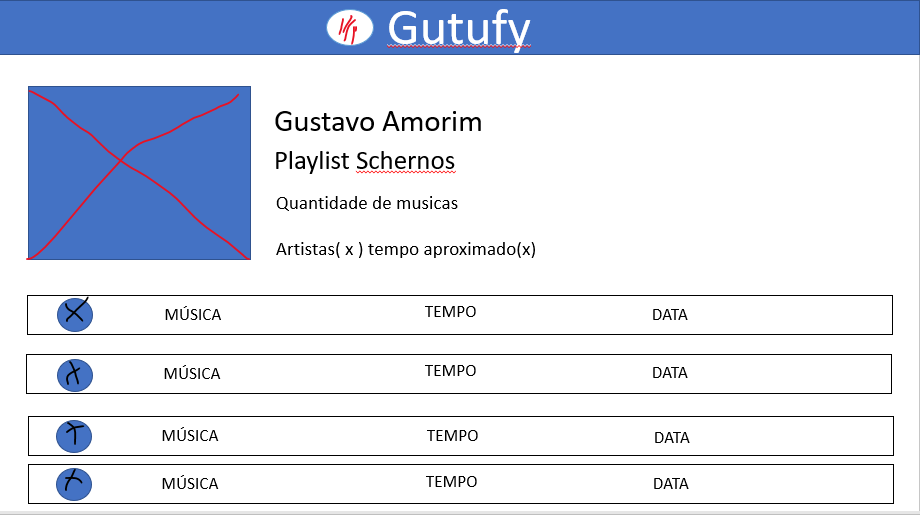 Gutufy
Gustavo Amorim
Playlist Schernos
Quantidade de musicas
Artistas( x ) tempo aproximado(x)
MÚSICA TEMPO DATA
MÚSICA TEMPO DATA
MÚSICA TEMPO DATA
MÚSICA TEMPO DATA